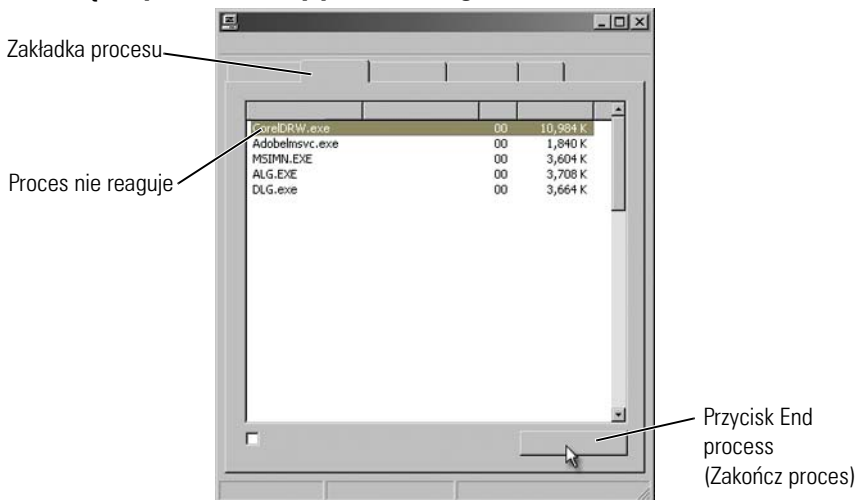 Zakładka procesu
CorelDRW.exe 00 10,984 K
Adobelmsvc.exe 00 1,840 K
MSIMN.EXE 00 3,604 K
ALG.EXE 00 3,708 K
DLG.exe 00 3,664 K
Proces nie reaguje
Przycisk End
process
(Zakończ proces)